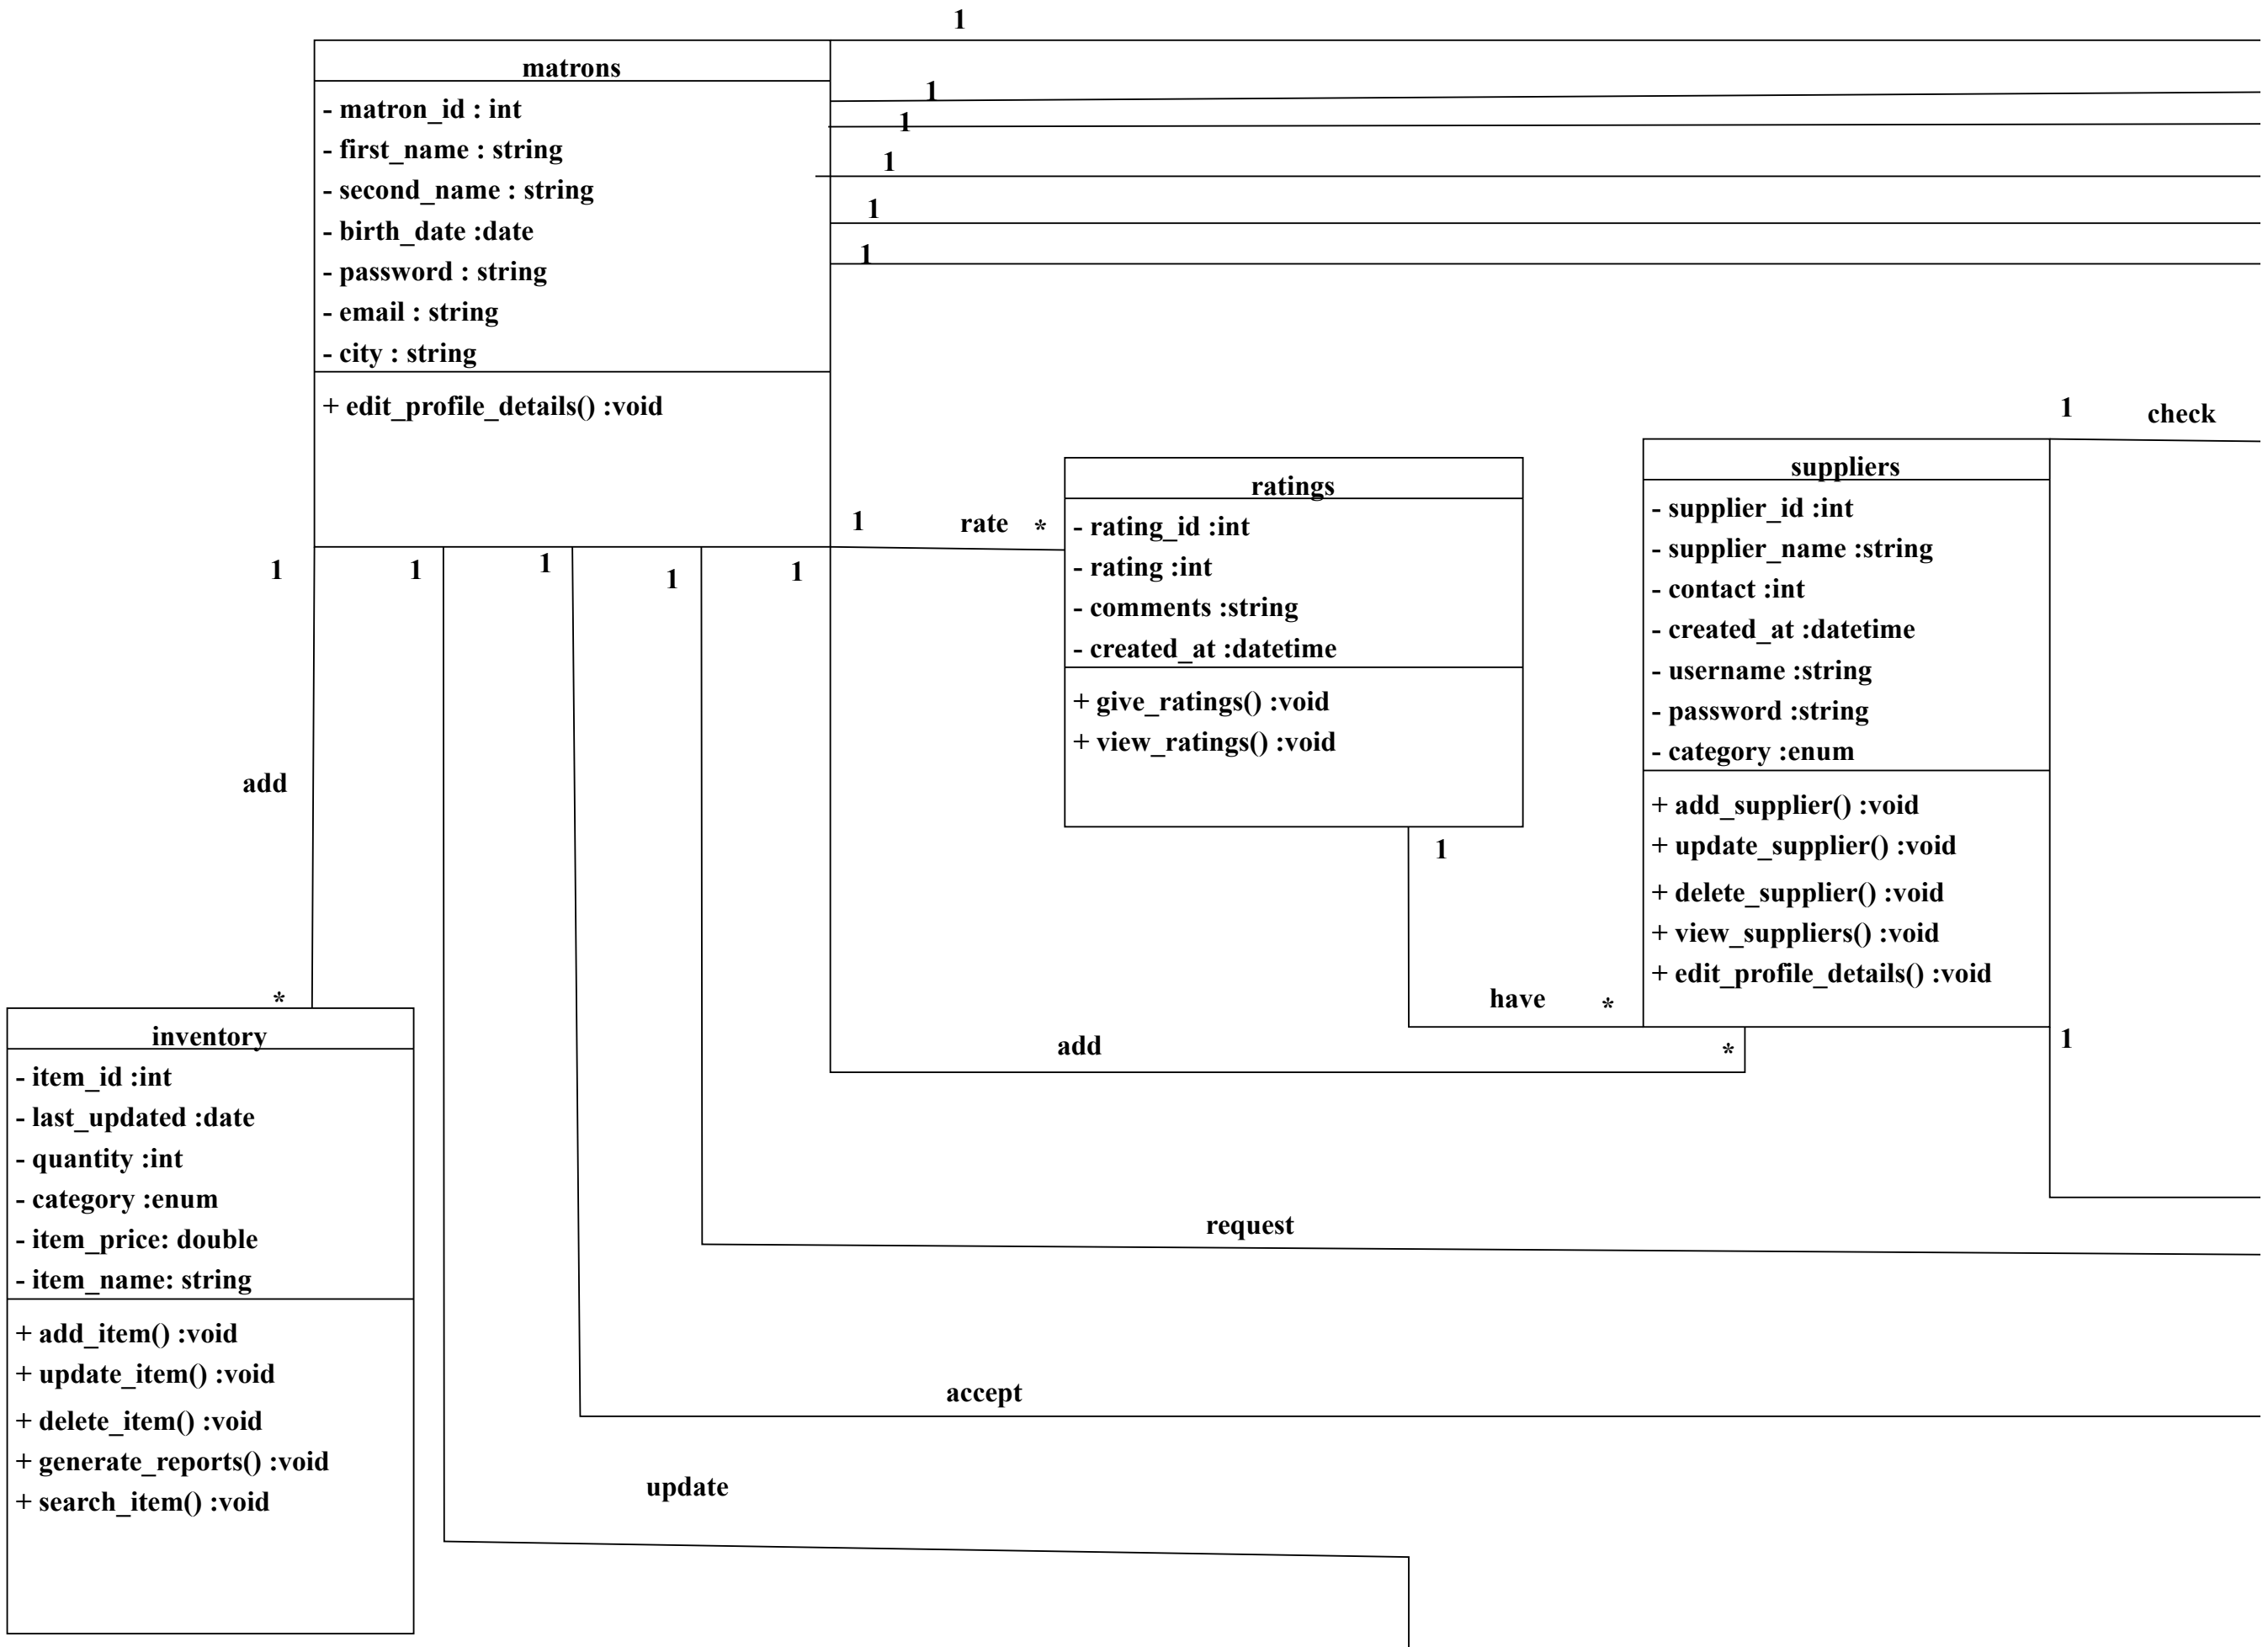 1
matrons
- matron_id : int
- first_name : string
- second_name : string
- birth_date :date
- password : string
- email : string
- city : string
+ edit_profile_details() :void
1
1
1
1
1
1
rate
*
1
1
1
1
1
ratings
- rating_id :int
- rating :int
- comments :string
- created_at :datetime
+ give_ratings() :void
+ view_ratings() :void
1
check
suppliers
- supplier_id :int
- supplier_name :string
- contact :int
- created_at :datetime
- username :string
- password :string
- category :enum
+ add_supplier() :void
+ update_supplier() :void
+ delete_supplier() :void
+ view_suppliers() :void
+ edit_profile_details() :void
1
have
*
add
*
1
add
*
inventory
- item_id :int
- last_updated :date
- quantity :int
- category :enum
- item_price: double
- item_name: string
+ add_item() :void
+ update_item() :void
+ delete_item() :void
+ generate_reports() :void
+ search_item() :void
request
accept
update